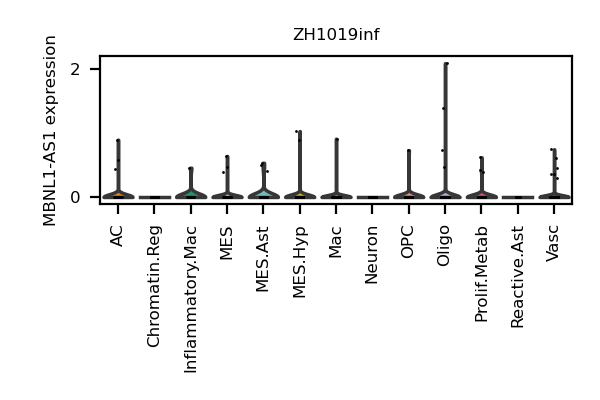 ZH1019inf
MBNL1-AS1 expression
2
0
AC
Chromatin.Reg
Inflammatory.Mac
MES
MES.Ast
MES.Hyp
Mac
Neuron
OPC
Oligo
Prolif.Metab
Reactive.Ast
Vasc